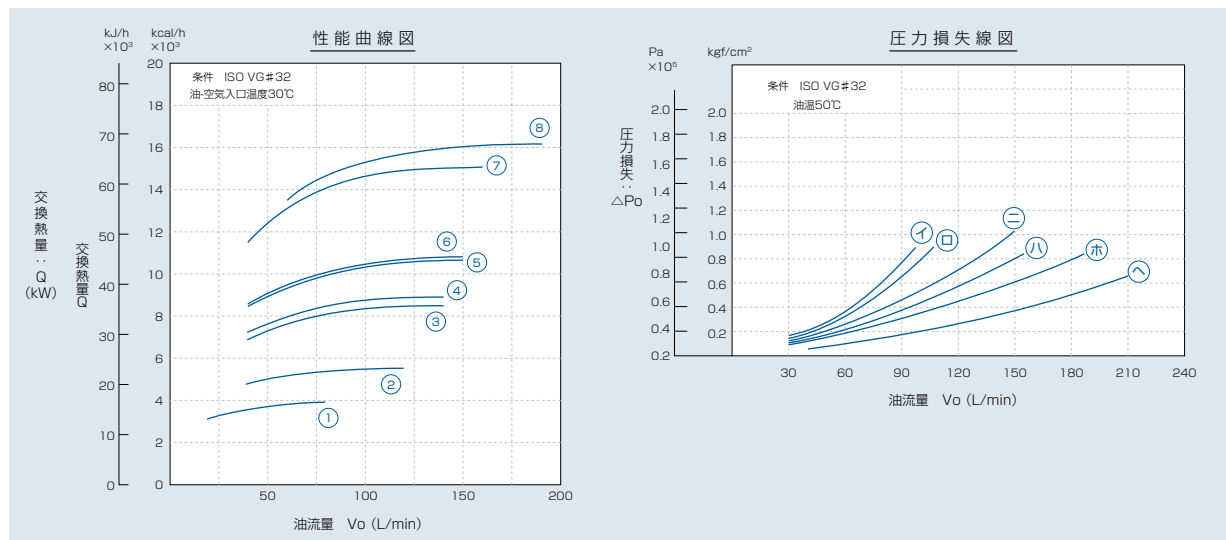 性能曲線図
kJ/h
×10³
kcal/h
×10³
条件 ISO VG♯32
油-空気入口温度30℃
80
70
60
50
40
30
20
10
0
20
18
16
14
12
10
8
6
4
2
0
交換熱量：Q
(kW)
交換熱量Q
⑧
⑦
⑥
⑤
④
③
②
①
50
100
150
200
油流量 Vo (L/min)
圧力損失線図
Pa
×10⁵
kgf/cm²
条件 ISO VG♯32
油温50℃
圧力損失：
△Po
2.0
1.8
1.6
1.4
1.2
1.0
0.8
0.6
0.4
0.2
2.0
1.8
1.6
1.4
1.2
1.0
0.8
0.6
0.4
0.2
イ
ロ
ニ
ハ
ホ
ヘ
30
60
90
120
150
180
210
240
油流量 Vo (L/min)